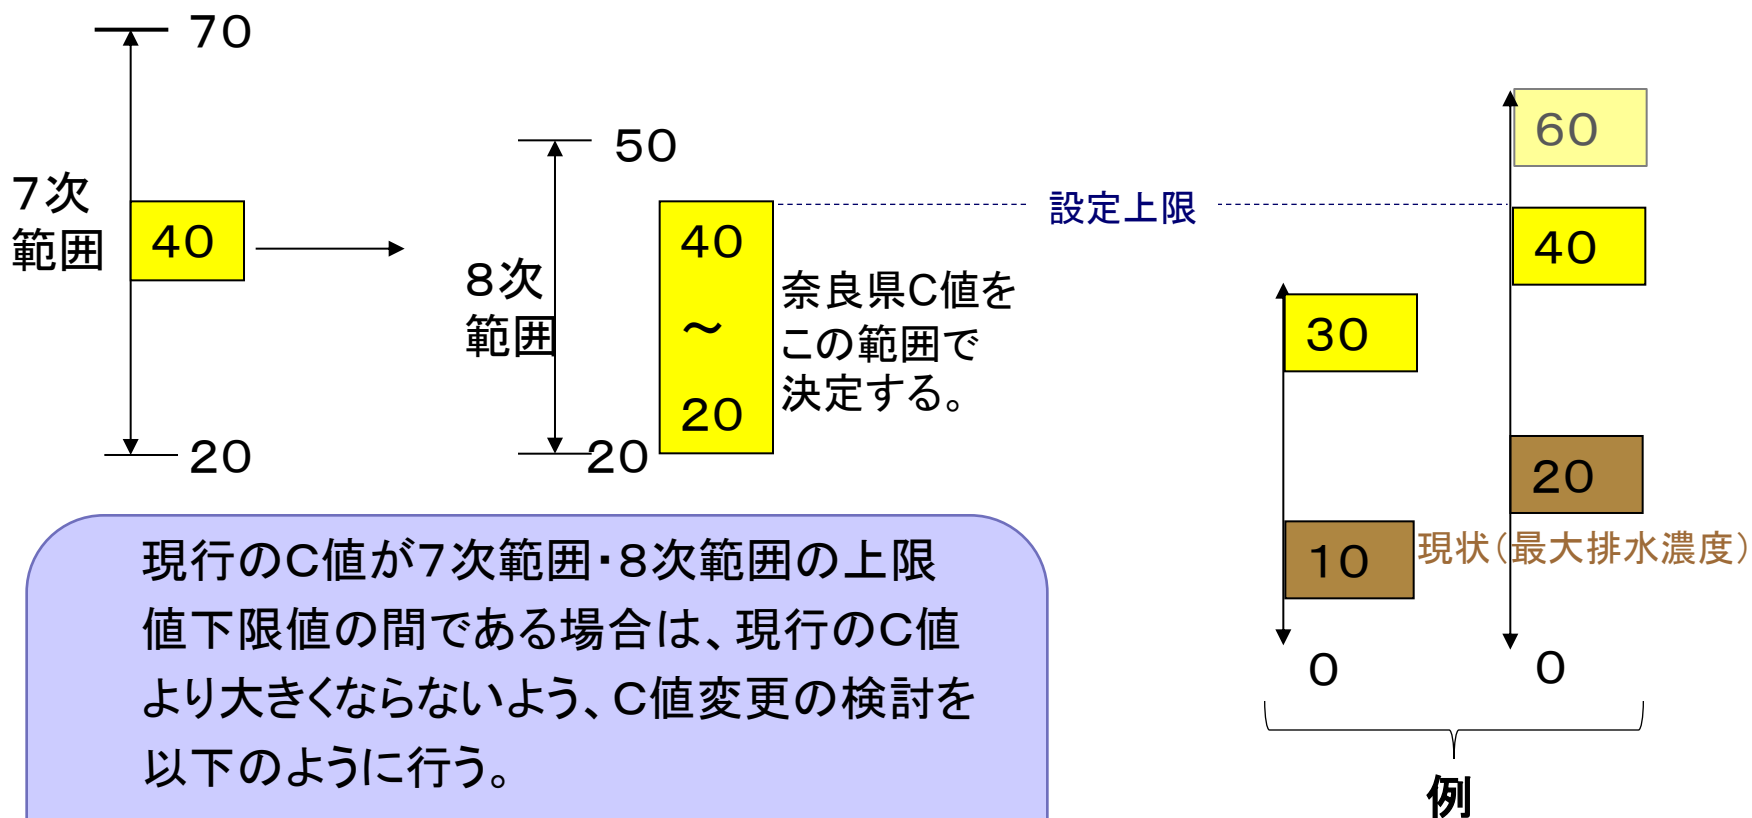 70
7次
範囲
40
20
50
8次
範囲
20
40
～
20
奈良県C値を
この範囲で
決定する。
設定上限
30
10
0
60
40
20
現状(最大排水濃度)
0
例
現行のC値が7次範囲・8次範囲の上限
値下限値の間である場合は、現行のC値
より大きくならないよう、C値変更の検討を
以下のように行う。